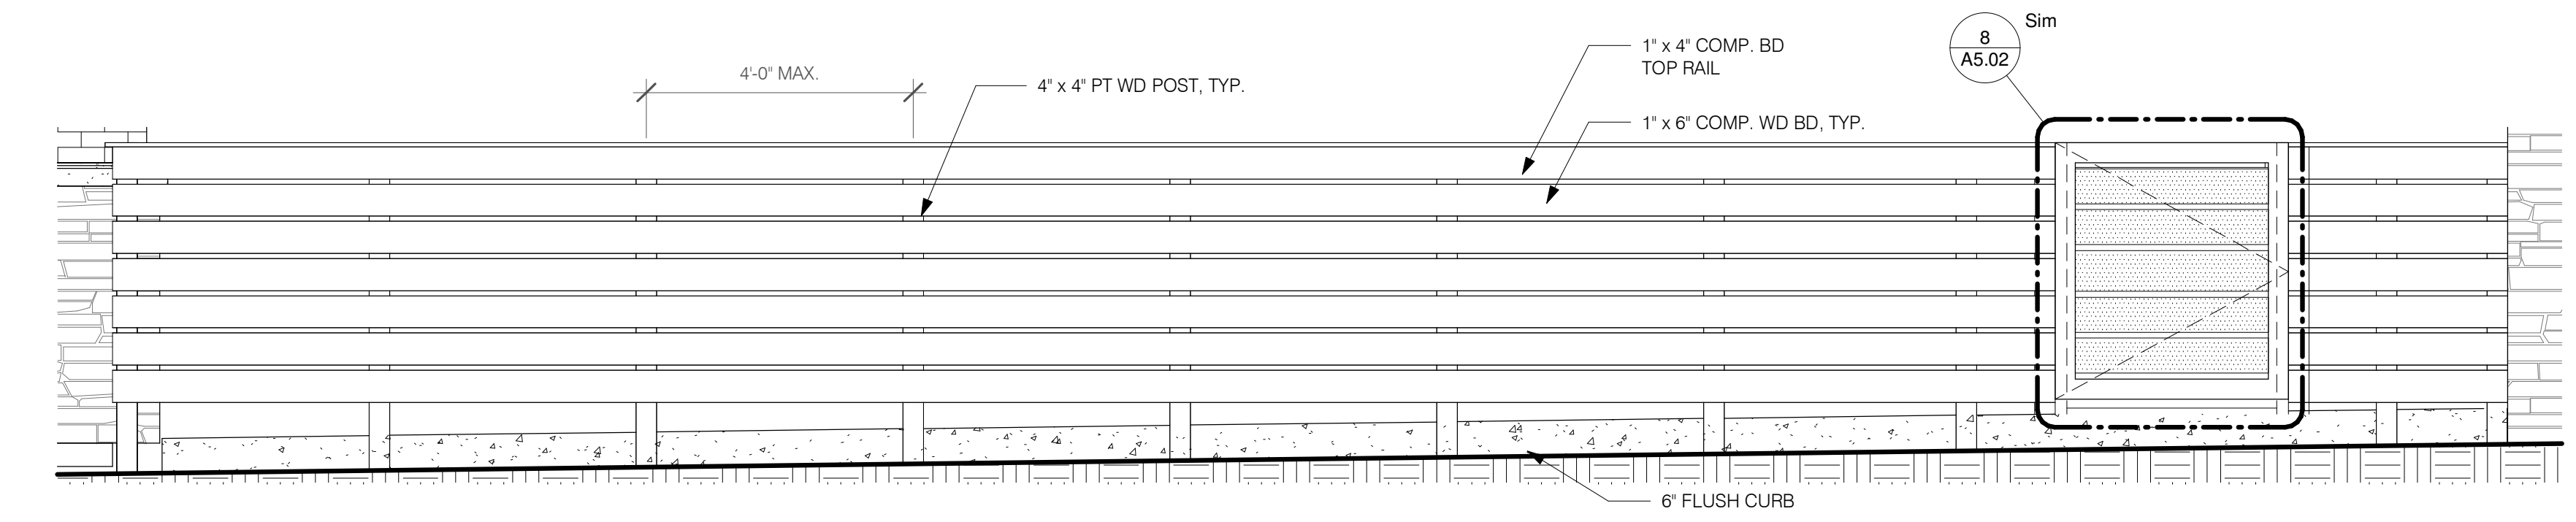 8
A5.02
Sim
4'-0" MAX.
4" x 4" PT WD POST, TYP.
1" x 4" COMP. BD
TOP RAIL
1" x 6" COMP. WD BD, TYP.
6" FLUSH CURB